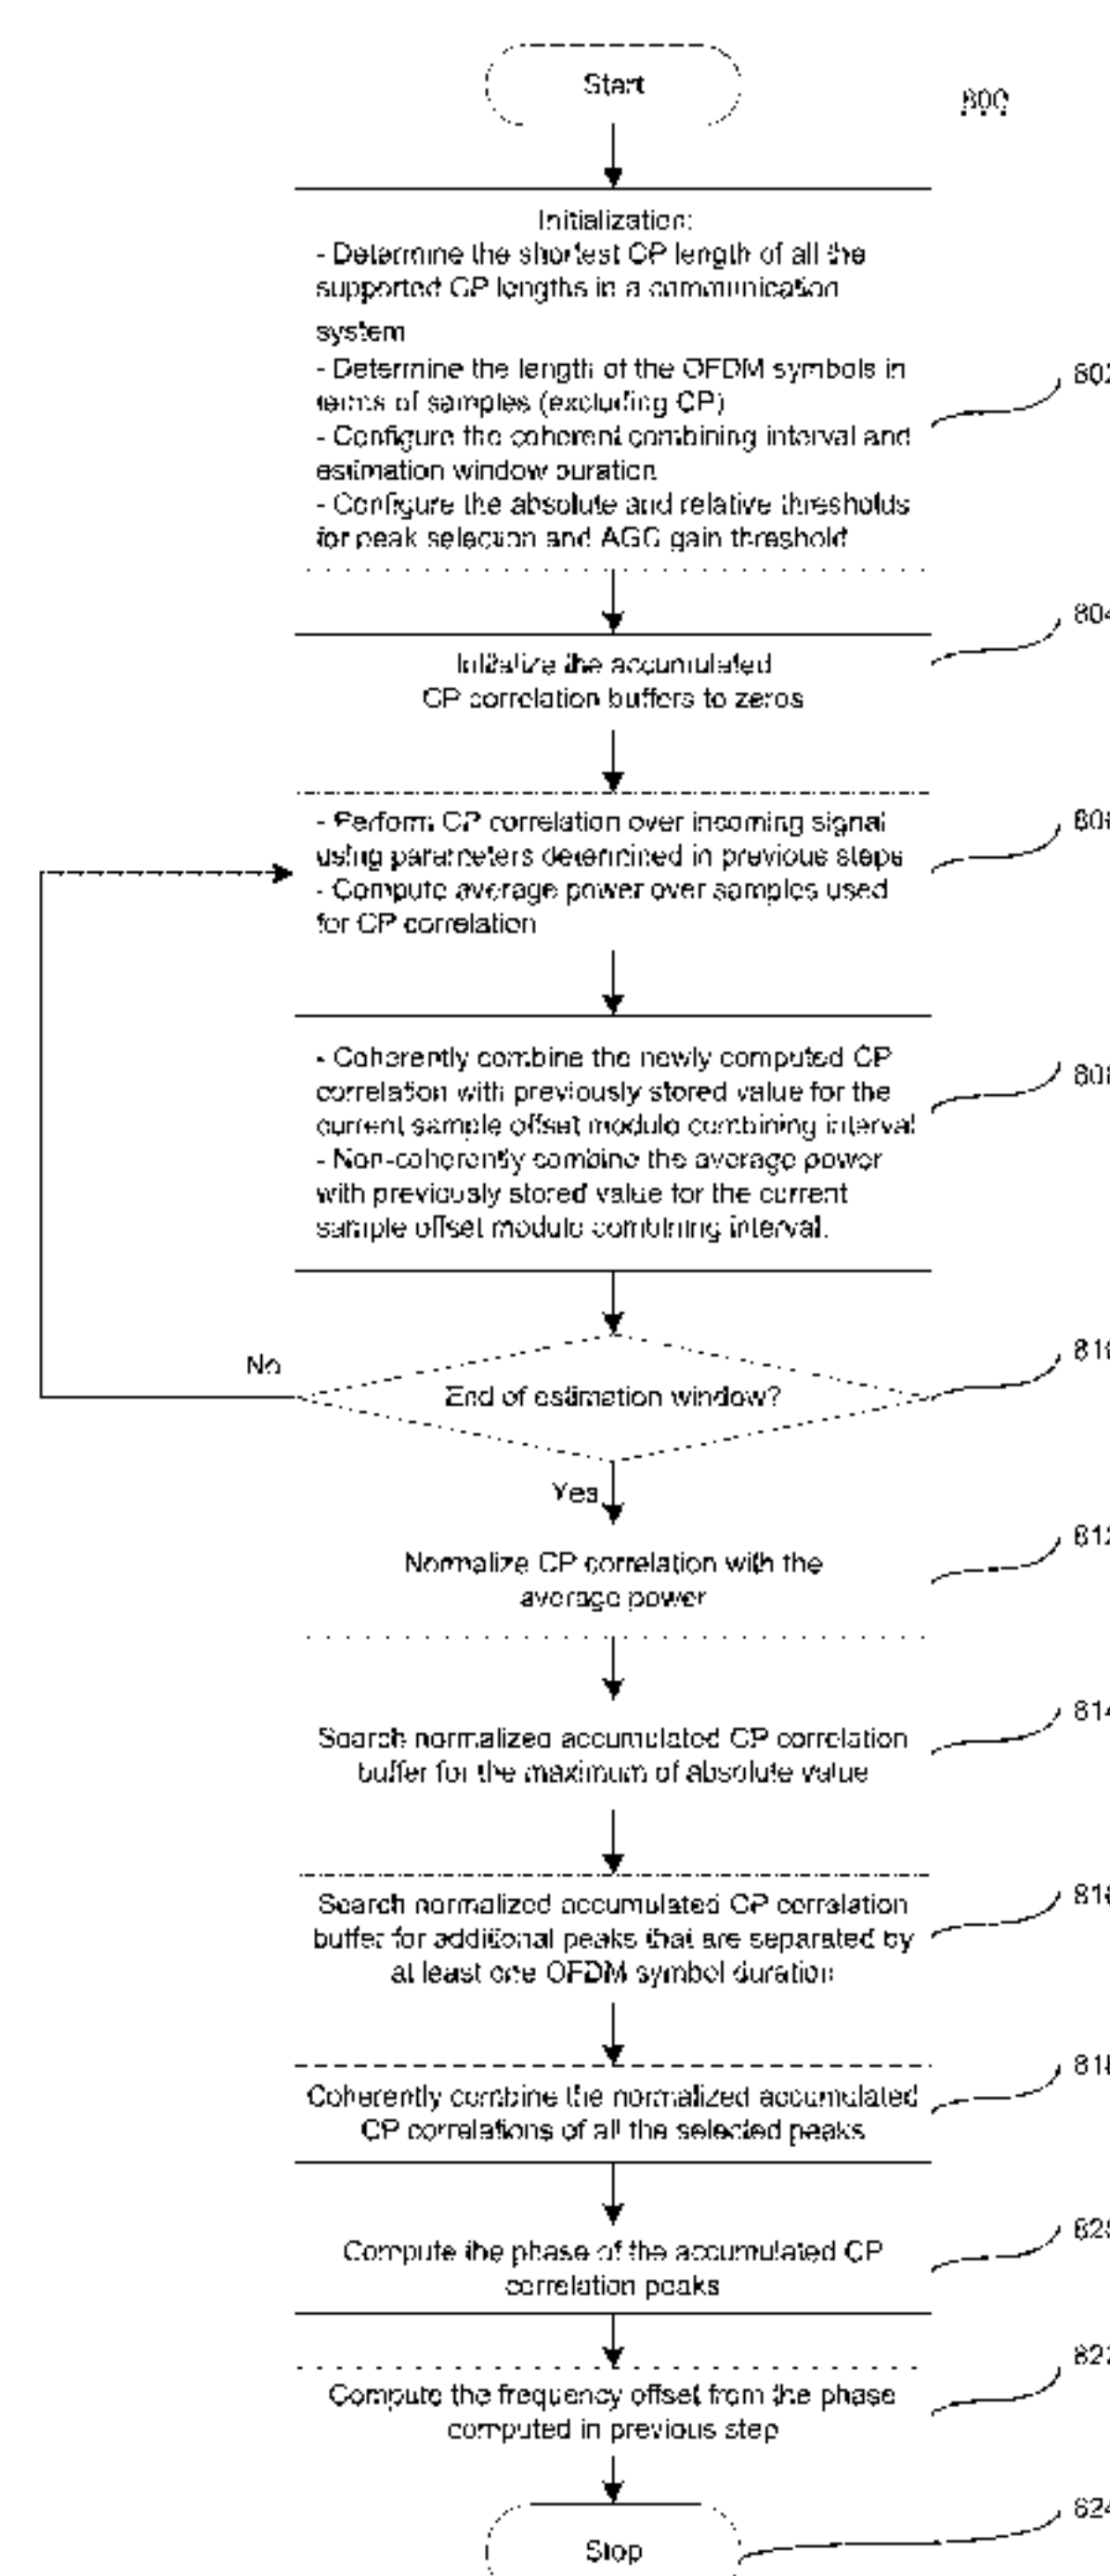 Start
800
Initialization:
- Determine the shortest CP length of all the
supported CP lengths in a communication
system
- Determine the length of the OFDM symbols in
terms of samples (excluding CP)
- Configure the coherent combining interval and
estimation window duration
- Configure the absolute and relative thresholds
for peak selection and AGC gain threshold
802
804
Initialize the accumulated
CP correlation buffers to zeros
- Perform CP correlation over incoming signal
using parameters determined in previous steps
- Compute average power over samples used
for CP correlation
- Coherently combine the newly computed CP
correlation with previously stored value for the
current sample offset modulo combining interval
- Non-coherently combine the average power
with previously stored value for the current
sample offset modulo combining interval.
No
End of estimation window?
Yes
812
Normalize CP correlation with the
average power
814
Search normalized accumulated CP correlation
buffer for the maximum of absolute value
Search normalized accumulated CP correlation
buffer for additional peaks that are separated by
at least one OFDM symbol duration
Coherently combine the normalized accumulated
CP correlations of all the selected peaks
Compute the phase of the accumulated CP
correlation peaks
822
Compute the frequency offset from the phase
computed in previous step
824
Stop